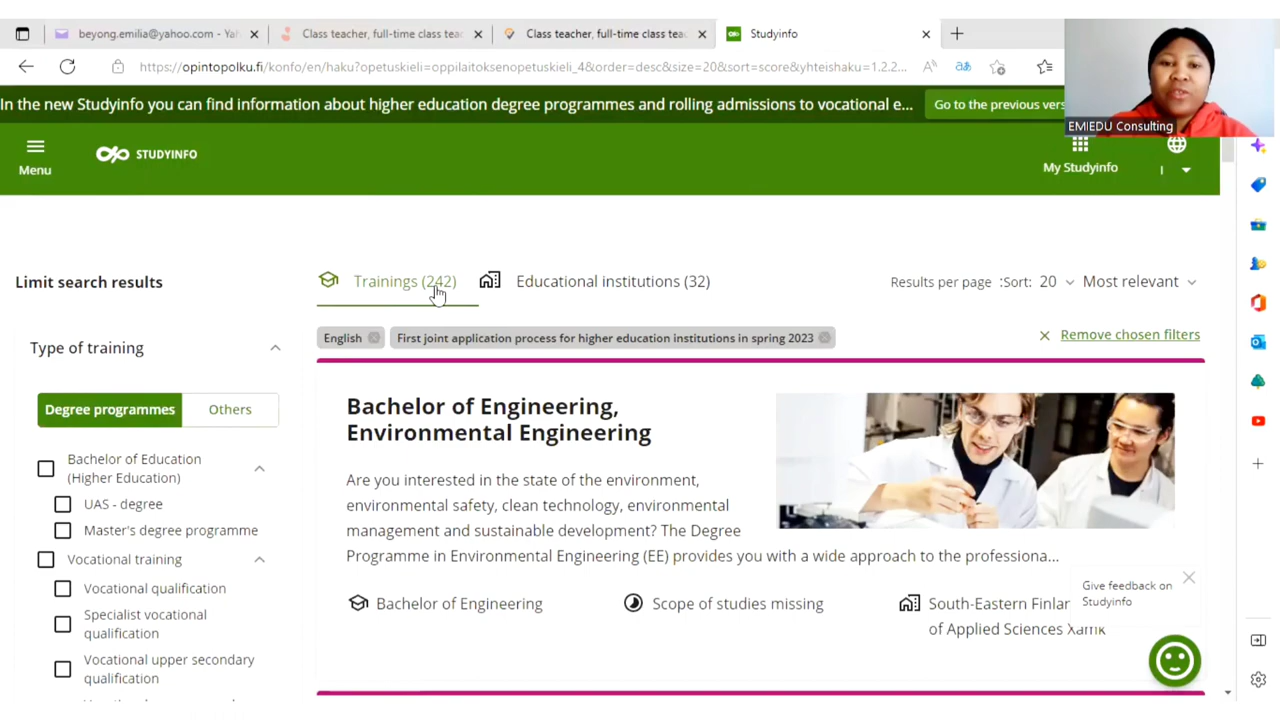 beyong.emilia@yahoo.com - Yah
Class teacher, full-time class tea
Class teacher, full-time class tea
Studyinfo
https://opintopolku.fi/konfo/en/haku?opetuskieli=oppilaitoksenopetuskieli_4&order=desc&size=20&sort=score&yhteishaku=1.2.2...
In the new Studyinfo you can find information about higher education degree programmes and rolling admissions to vocational e...
Go to the previous vers
EMIEDU Consulting
Menu
STUDYINFO
My Studyinfo
Limit search results
Trainings (242)
Educational institutions (32)
Results per page :Sort: 20 Most relevant
English
First joint application process for higher education institutions in spring 2023
Remove chosen filters
Type of training
Degree programmes
Others
Bachelor of Education
(Higher Education)
UAS - degree
Master's degree programme
Vocational training
Vocational qualification
Specialist vocational
qualification
Vocational upper secondary
qualification
Bachelor of Engineering,
Environmental Engineering
Are you interested in the state of the environment,
environmental safety, clean technology, environmental
management and sustainable development? The Degree
Programme in Environmental Engineering (EE) provides you with a wide approach to the professiona...
Bachelor of Engineering
Scope of studies missing
South-Eastern Finlan
of Applied Sciences Xamk
Give feedback on
Studyinfo